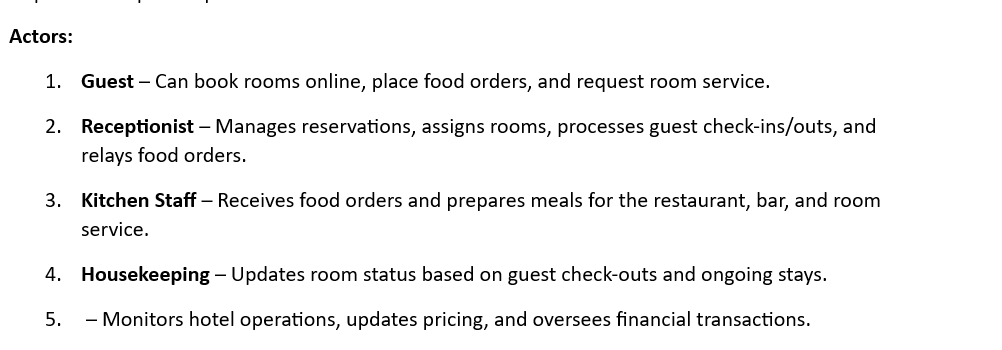 Actors:
1. Guest – Can book rooms online, place food orders, and request room service.
2. Receptionist – Manages reservations, assigns rooms, processes guest check-ins/outs, and
relays food orders.
3. Kitchen Staff – Receives food orders and prepares meals for the restaurant, bar, and room
service.
4. Housekeeping – Updates room status based on guest check-outs and ongoing stays.
5. – Monitors hotel operations, updates pricing, and oversees financial transactions.